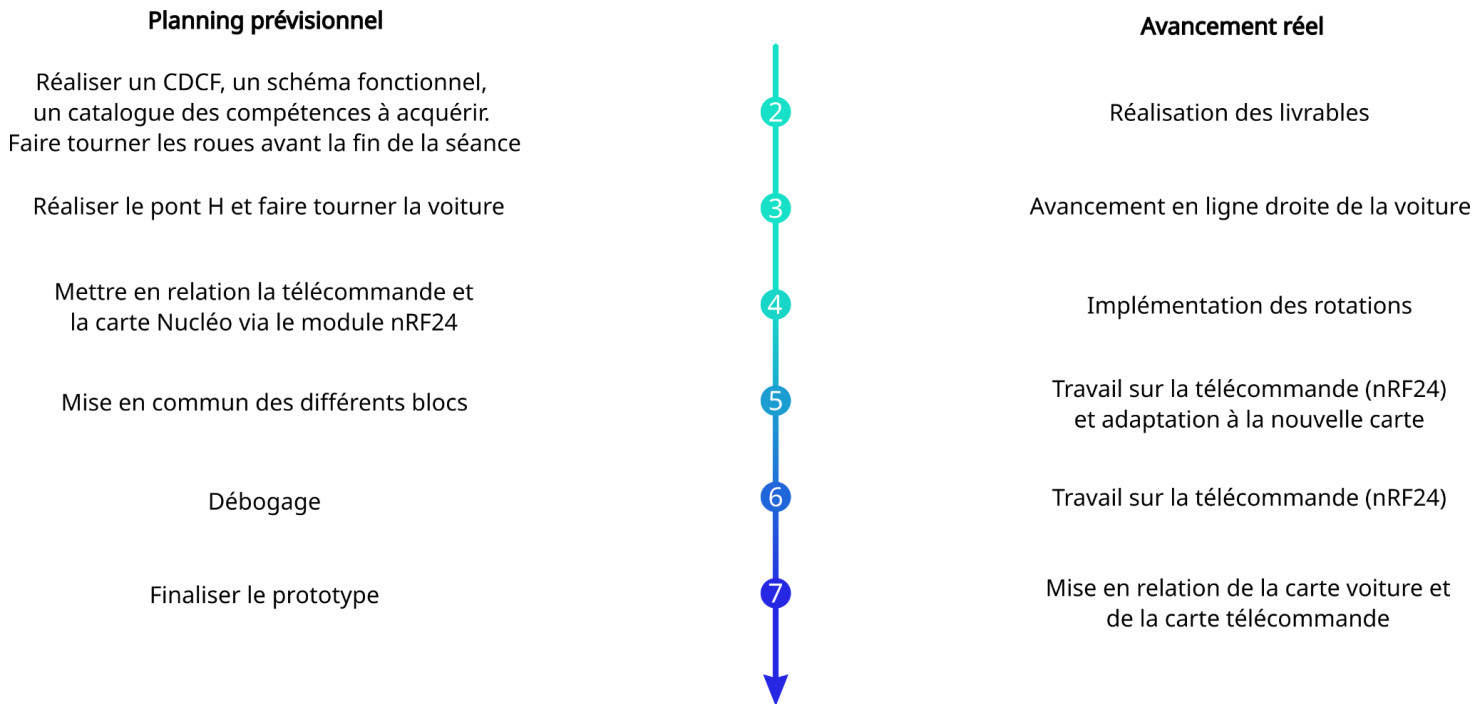 Planning prévisionnel
Avancement réel
Réaliser un CDCF, un schéma fonctionnel,
un catalogue des compétences à acquérir.
Faire tourner les roues avant la fin de la séance
2
Réalisation des livrables
Réaliser le pont H et faire tourner la voiture
3
Avancement en ligne droite de la voiture
Mettre en relation la télécommande et
la carte Nucléo via le module nRF24
4
Implémentation des rotations
Mise en commun des différents blocs
5
Travail sur la télécommande (nRF24)
et adaptation à la nouvelle carte
Débogage
6
Travail sur la télécommande (nRF24)
Finaliser le prototype
7
Mise en relation de la carte voiture et
de la carte télécommande